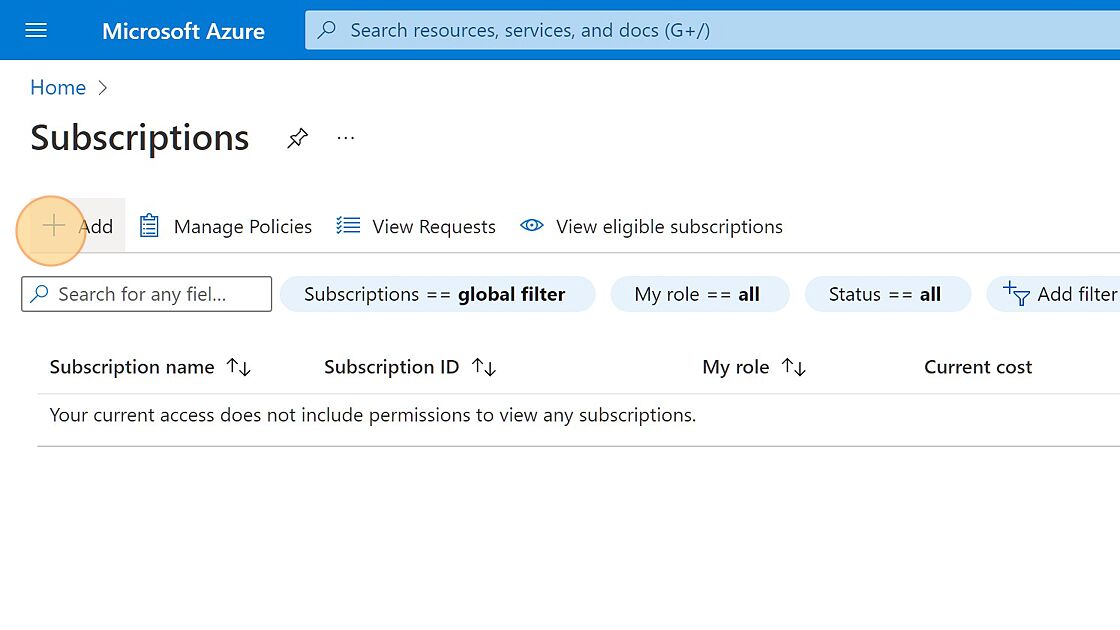 Microsoft Azure Search resources, services, and docs (G+/)
Home
Subscriptions
Add Manage Policies View Requests View eligible subscriptions
Search for any fiel... Subscriptions == global filter My role == all Status == all Add filter
Subscription name Subscription ID My role Current cost
Your current access does not include permissions to view any subscriptions.